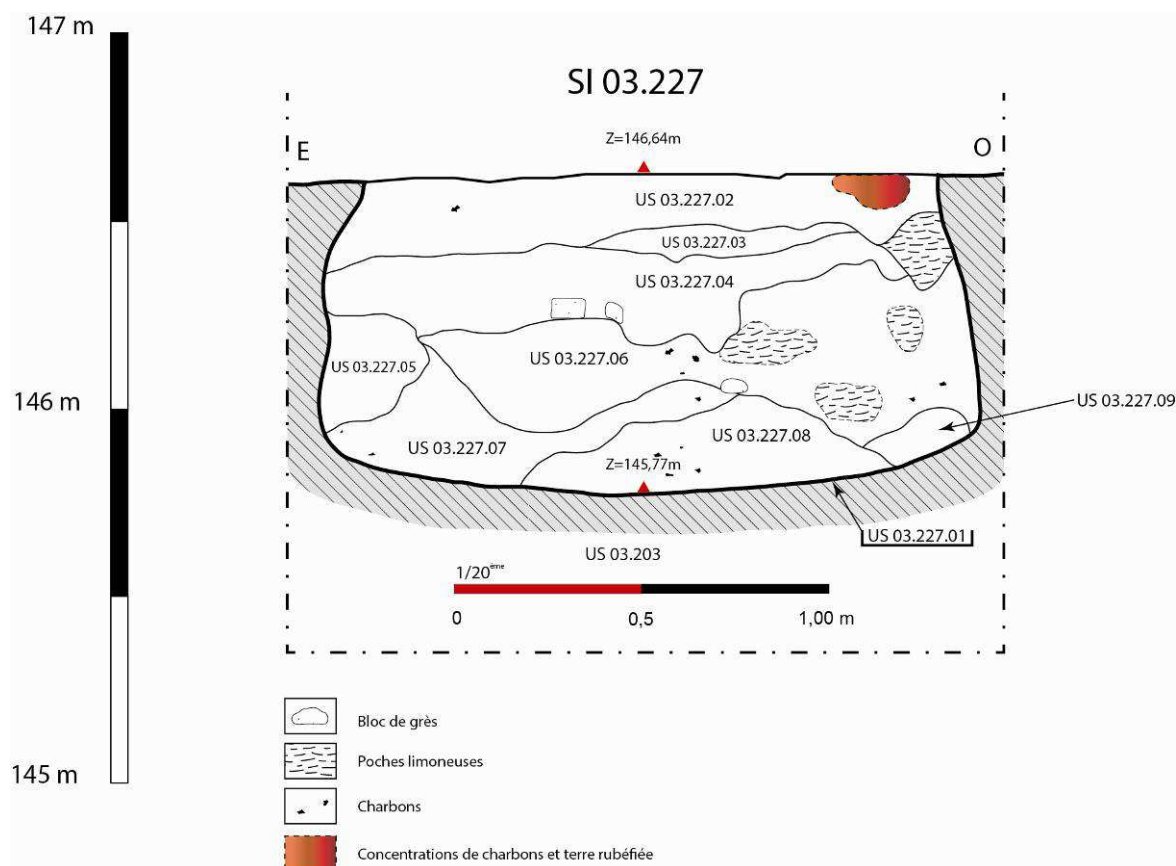 147 m
SI 03.227
Z=146,64m
E
O
US 03.227.02
US 03.227.03
US 03.227.04
US 03.227.05
US 03.227.06
146 m
US 03.227.09
US 03.227.07
US 03.227.08
Z=145,77m
US 03.227.01
US 03.203
1/20ème
0
0,5
1,00 m
Bloc de grès
Poches limoneuses
145 m
Charbons
Concentrations de charbons et terre rubéfiée